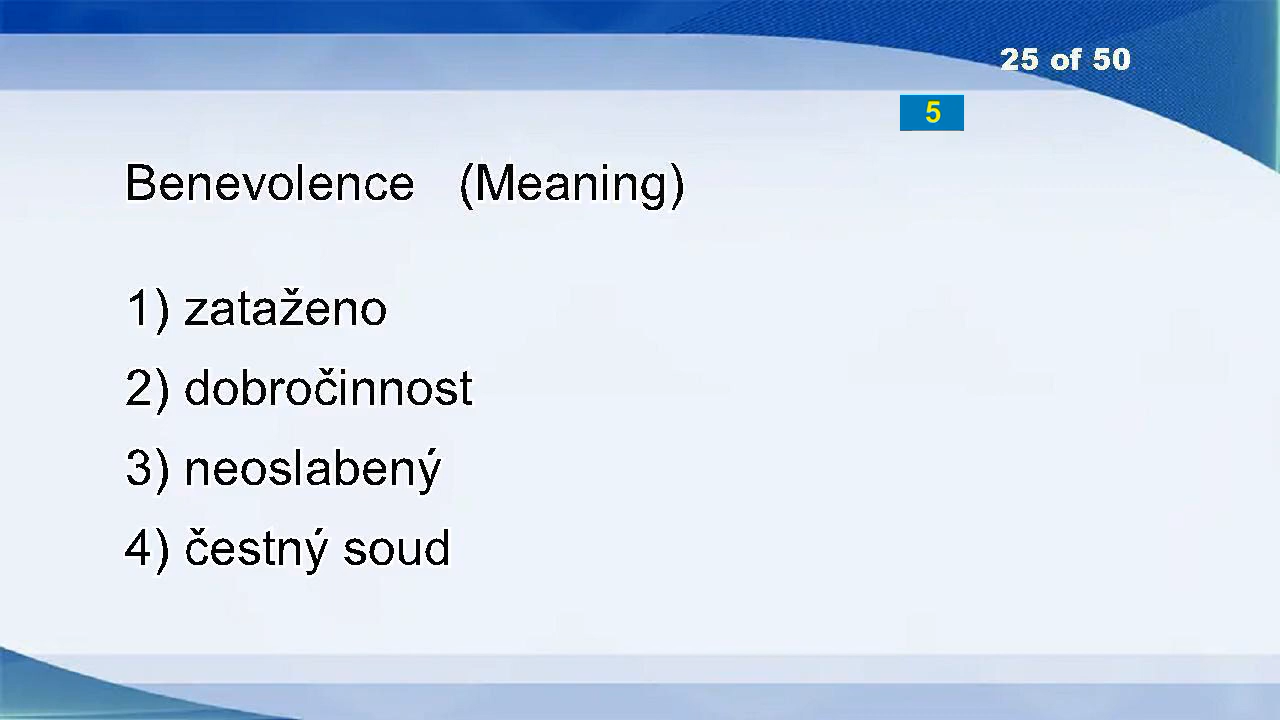 25 of 50
5
Benevolence (Meaning)
1) zataženo
2) dobročinnost
3) neoslabený
4) čestný soud